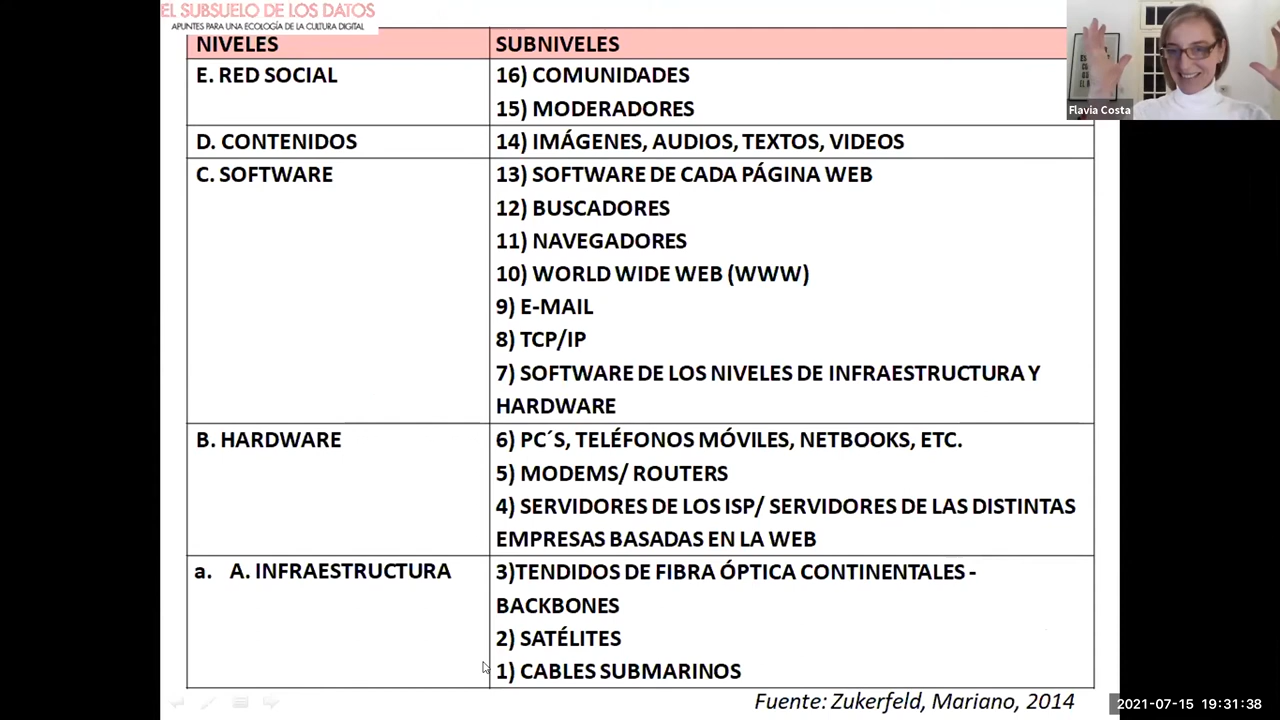 EL SUBSUELO DE LOS DATOS
APUNTES PARA UNA ECOLOGÍA DE LA CULTURA DIGITAL
NIVELES
SUBNIVELES
E. RED SOCIAL
16) COMUNIDADES
15) MODERADORES
D. CONTENIDOS
14) IMÁGENES, AUDIOS, TEXTOS, VIDEOS
C. SOFTWARE
13) SOFTWARE DE CADA PÁGINA WEB
12) BUSCADORES
11) NAVEGADORES
10) WORLD WIDE WEB (WWW)
9) E-MAIL
8) TCP/IP
7) SOFTWARE DE LOS NIVELES DE INFRAESTRUCTURA Y
HARDWARE
B. HARDWARE
6) PC´S, TELÉFONOS MÓVILES, NETBOOKS, ETC.
5) MODEMS/ ROUTERS
4) SERVIDORES DE LOS ISP/ SERVIDORES DE LAS DISTINTAS
EMPRESAS BASADAS EN LA WEB
a. A. INFRAESTRUCTURA
3)TENDIDOS DE FIBRA ÓPTICA CONTINENTALES -
BACKBONES
2) SATÉLITES
1) CABLES SUBMARINOS
Fuente: Zukerfeld, Mariano, 2014
Flavia Costa
2021-07-15 19:31:38